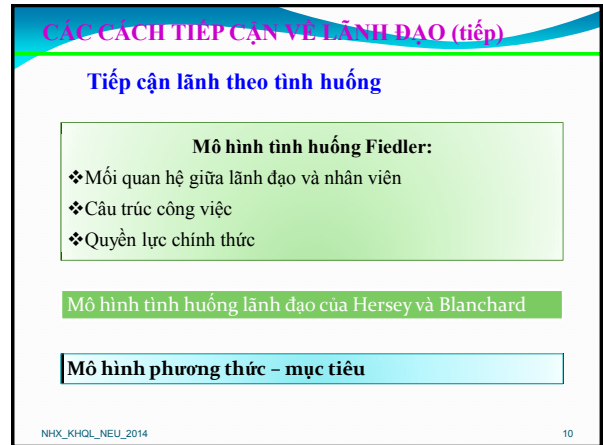 CÁC CÁCH TIẾP CẬN VỀ LÃNH ĐẠO (tiếp)
Tiếp cận lãnh theo tình huống
Mô hình tình huống Fiedler:
❖Mối quan hệ giữa lãnh đạo và nhân viên
❖Câu trúc công việc
❖Quyền lực chính thức
Mô hình tình huống lãnh đạo của Hersey và Blanchard
Mô hình phương thức – mục tiêu
NHX_KHQL_NEU_2014 10